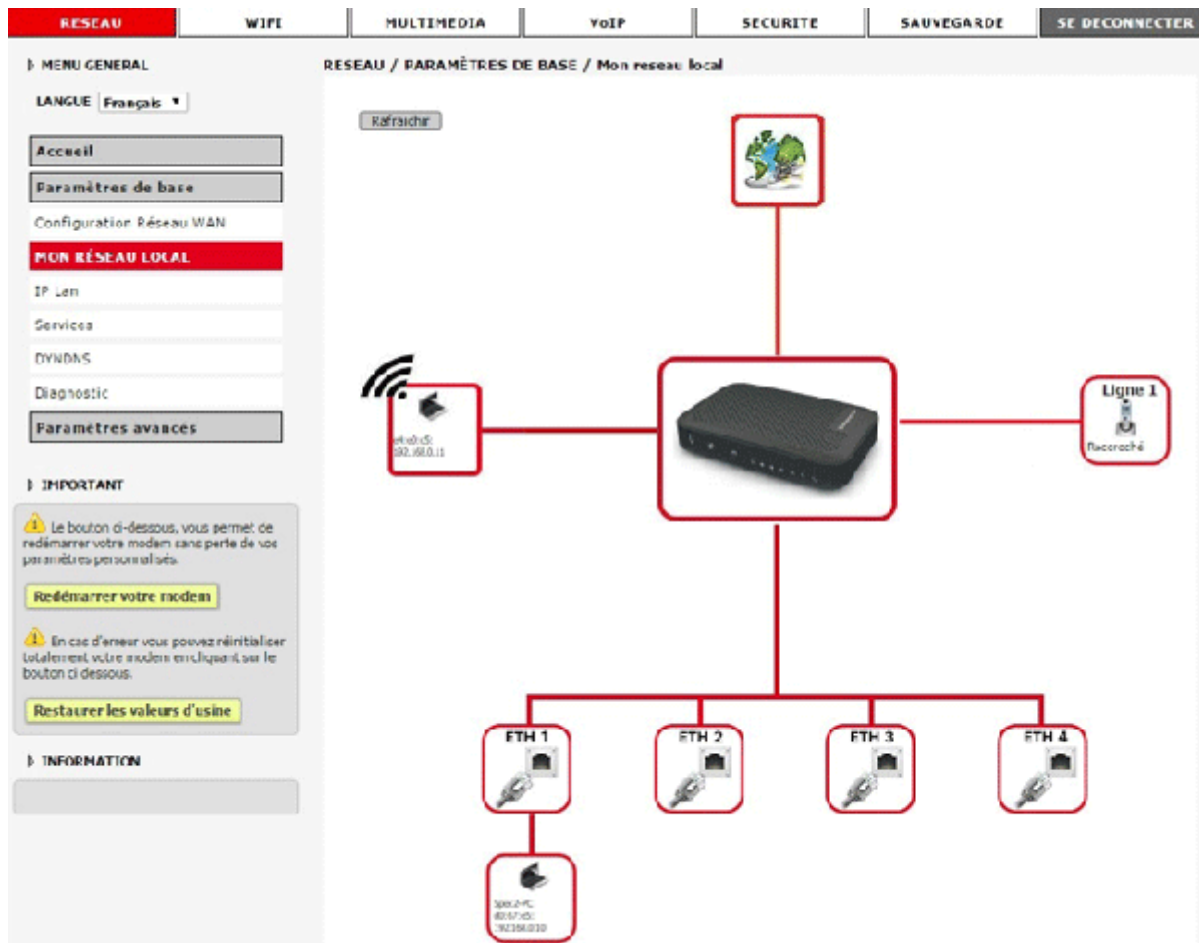 RESEAU
WIFI
MULTIMEDIA
VoIP
SECURITE
SAUVEGARDE
SE DECONNECTER
MENU GENERAL
RESEAU / PARAMÈTRES DE BASE / Mon reseau local
LANGUE Français
Rafraichir
Accueil
Paramètres de base
Configuration Réseau WAN
MON RÉSEAU LOCAL
IP Lan
Services
DYNDNS
Diagnostic
Paramètres avancés
Ligne 1
Raccroché
192.168.0.11
IMPORTANT
Le bouton ci-dessous, vous permet de
redémarrer votre modem sans perte de vos
paramètres personnalisés.
Redémarrer votre modem
En cas d'erreur vous pouvez réinitialiser
totalement votre modem en cliquant sur le
bouton ci dessous.
Restaurer les valeurs d'usine
ETH 1
ETH 2
ETH 3
ETH 4
INFORMATION